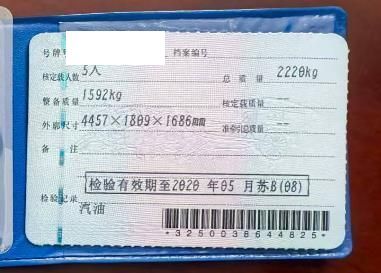 号牌号 档案编号
核定载人数 5人 总质量 2220kg
整备质量 1592kg 核定载质量 --
外廓尺寸 4457×1809×1686mm 准牵引总质量 --
备注
检验有效期至2020 年05 月苏B(08)
检验记录
汽油
*3250038644825*